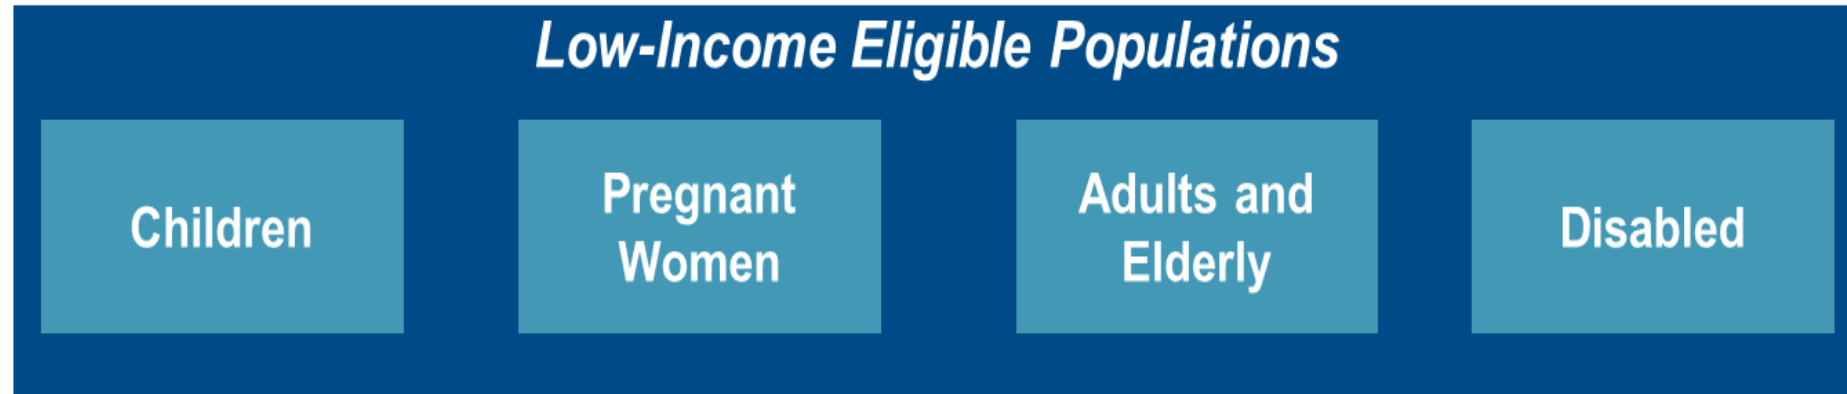 Low-Income Eligible Populations
Children
Pregnant
Women
Adults and
Elderly
Disabled